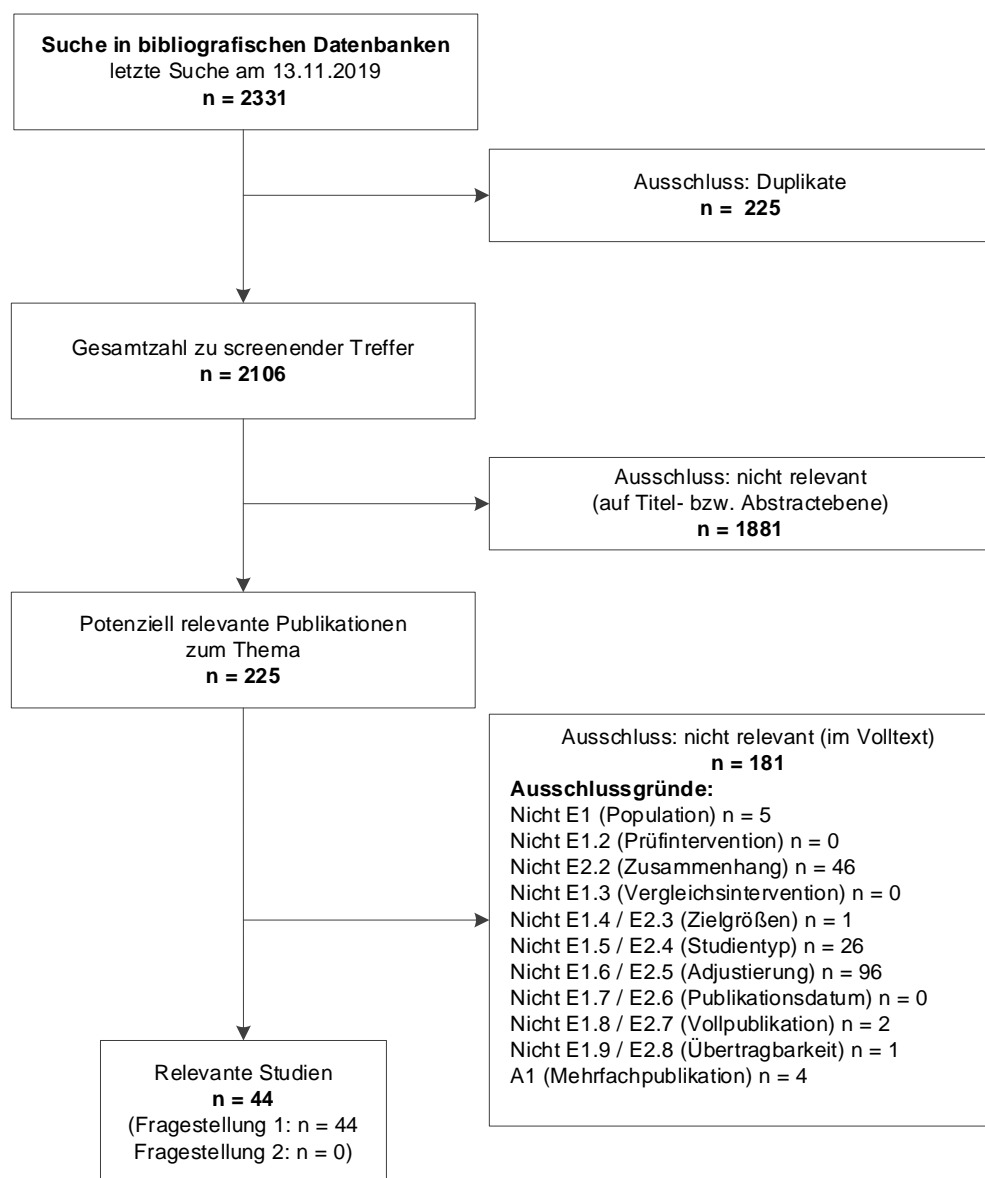 Suche in bibliografischen Datenbanken
letzte Suche am 13.11.2019
n = 2331
Ausschluss: Duplikate
n = 225
Gesamtzahl zu screenender Treffer
n = 2106
Ausschluss: nicht relevant
(auf Titel- bzw. Abstractebene)
n = 1881
Potenziell relevante Publikationen
zum Thema
n = 225
Ausschluss: nicht relevant (im Volltext)
n = 181
Ausschlussgründe:
Nicht E1 (Population) n = 5
Nicht E1.2 (Prüfintervention) n = 0
Nicht E2.2 (Zusammenhang) n = 46
Nicht E1.3 (Vergleichsintervention) n = 0
Nicht E1.4 / E2.3 (Zielgrößen) n = 1
Nicht E1.5 / E2.4 (Studientyp) n = 26
Nicht E1.6 / E2.5 (Adjustierung) n = 96
Nicht E1.7 / E2.6 (Publikationsdatum) n = 0
Nicht E1.8 / E2.7 (Vollpublikation) n = 2
Nicht E1.9 / E2.8 (Übertragbarkeit) n = 1
A1 (Mehrfachpublikation) n = 4
Relevante Studien
n = 44
(Fragestellung 1: n = 44
Fragestellung 2: n = 0)